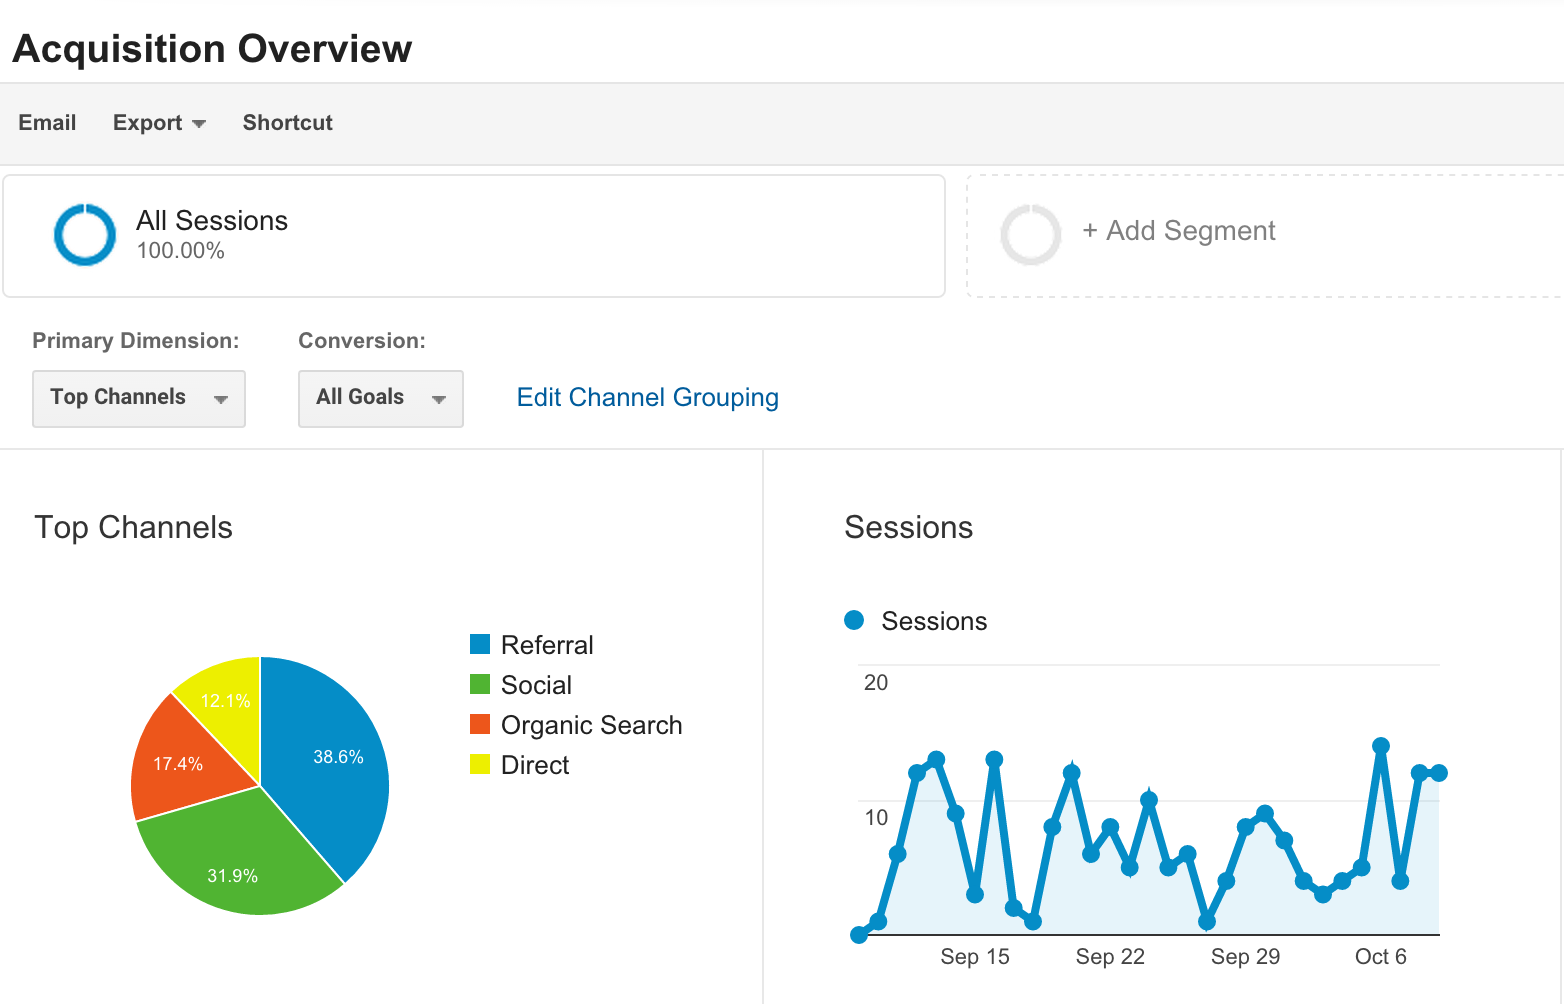 Acquisition Overview
Email Export Shortcut
All Sessions
100.00%
+ Add Segment
Primary Dimension: Conversion:
Top Channels All Goals Edit Channel Grouping
Top Channels
12.1%
38.6%
17.4%
31.9%
Referral
Social
Organic Search
Direct
Sessions
Sessions
20
10
Sep 15 Sep 22 Sep 29 Oct 6